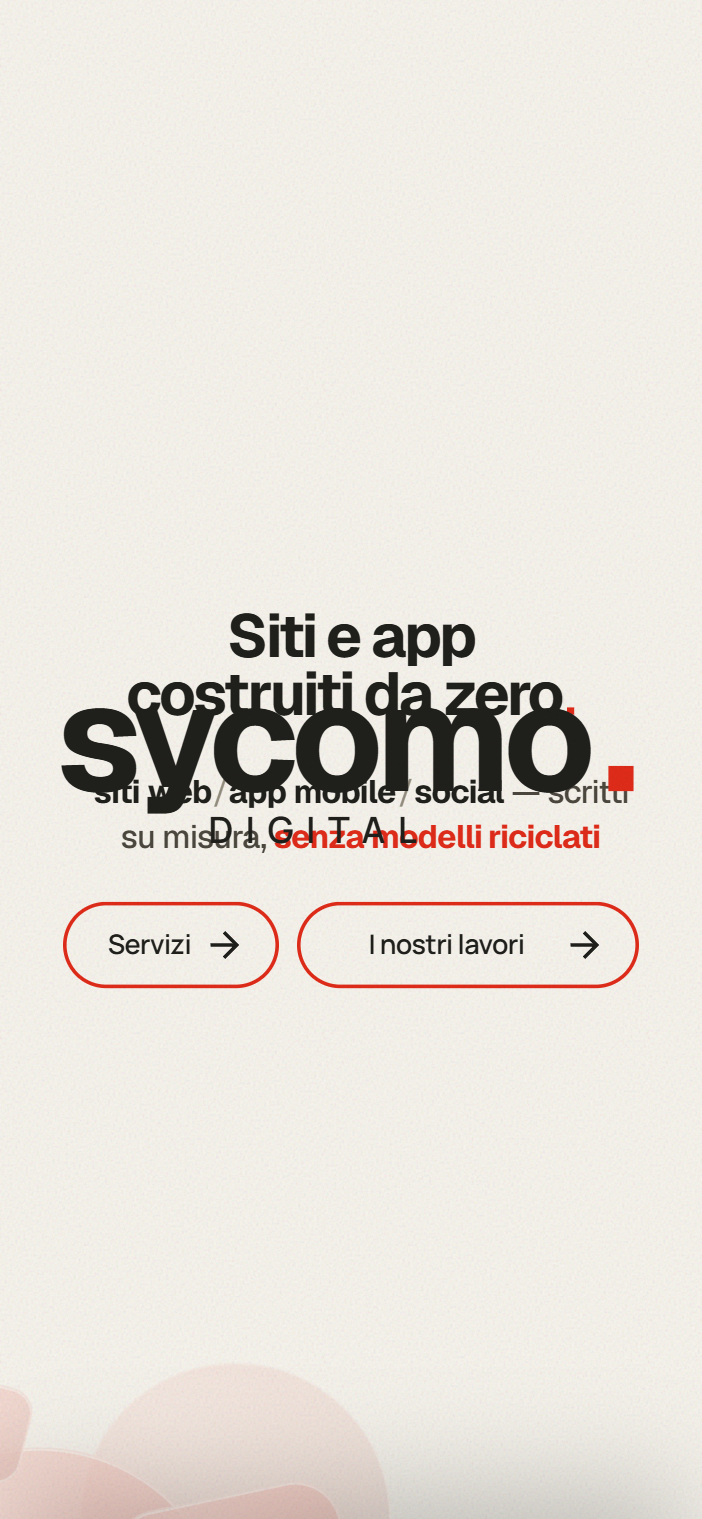 Siti e app
costruiti da zero.
sycomo.
siti web / app mobile / social — scritti
DIGITAL
su misura, senza modelli riciclati
Servizi →
I nostri lavori →